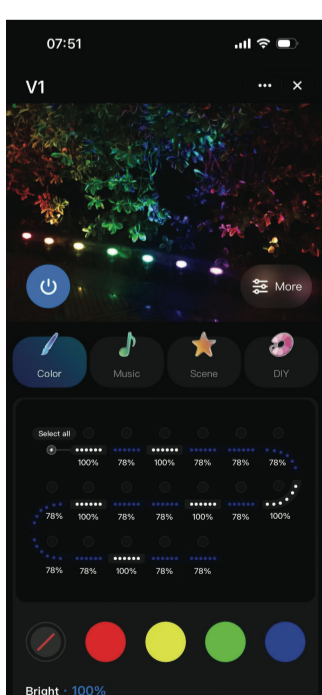 07:51
V1
More
Color Music Scene DIY
Select all
100% 78% 100% 78% 78% 78%
78% 100% 78% 78% 100% 78% 100%
78% 78% 100% 78% 78%
Bright · 100%